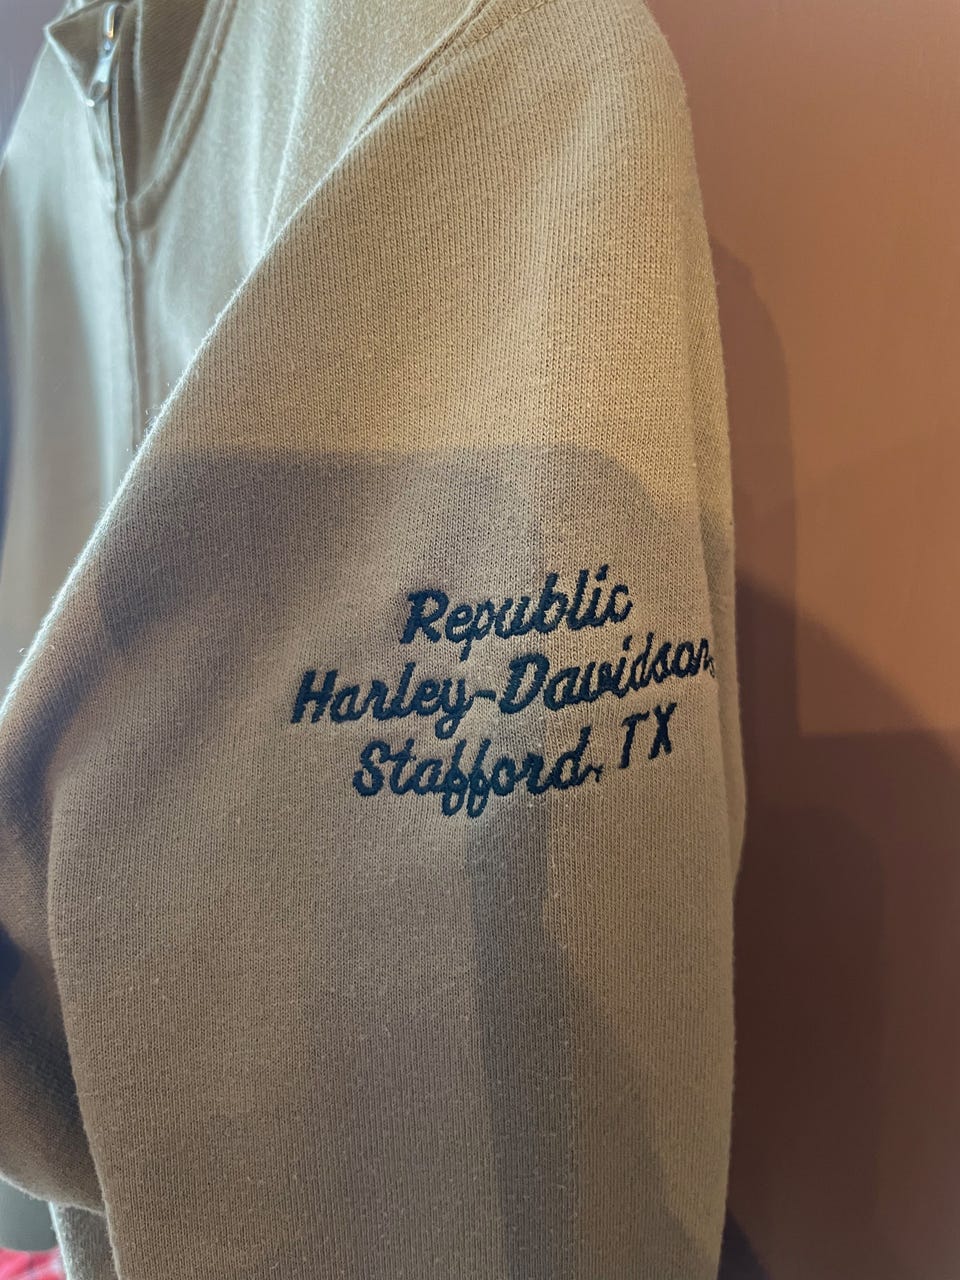 Republic
Harley-Davidson,
Stafford, TX